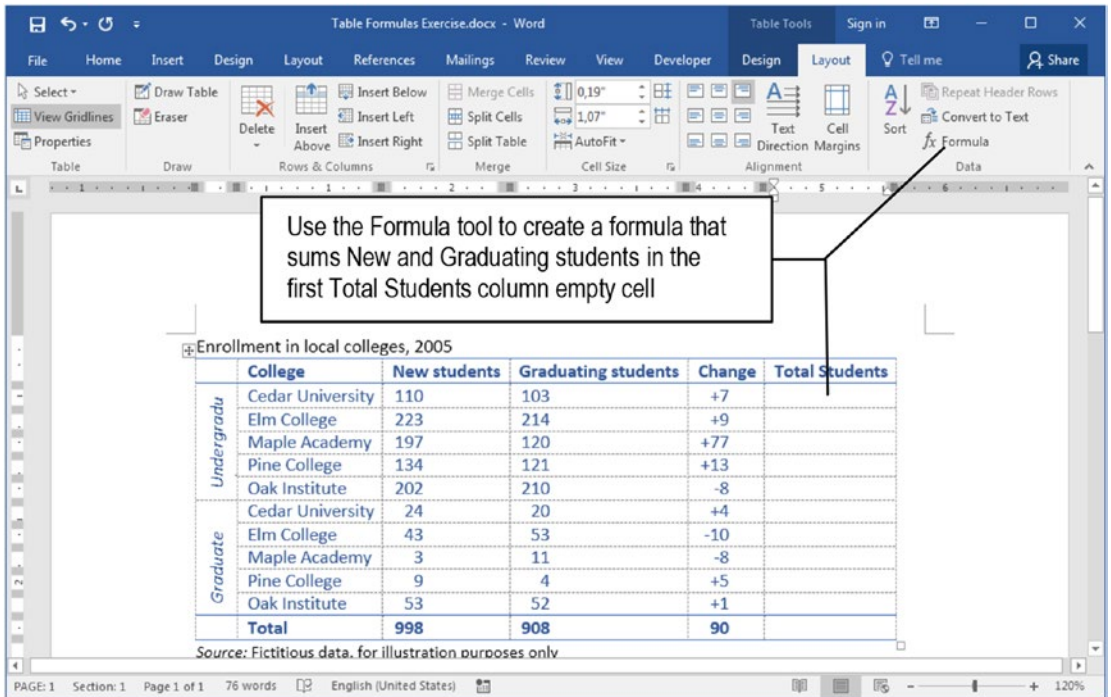 Table Formulas Exercise.docx - Word
Table Tools
Sign in
File Home Insert Design Layout References Mailings Review View Developer Design Layout Tell me Share
Select
View Gridlines
Properties
Table
Draw Table
Eraser
Draw
Delete
Insert Above
Insert Below
Insert Left
Insert Right
Rows & Columns
Merge Cells
Split Cells
Split Table
Merge
0,19"
1,07"
AutoFit
Cell Size
Text Direction
Cell Margins
Alignment
Sort
Repeat Header Rows
Convert to Text
fx Formula
Data
L 1 1 2 3 4 5 6
Use the Formula tool to create a formula that
sums New and Graduating students in the
first Total Students column empty cell
Enrollment in local colleges, 2005
College New students Graduating students Change Total Students
Undergradu
Cedar University 110 103 +7
Elm College 223 214 +9
Maple Academy 197 120 +77
Pine College 134 121 +13
Oak Institute 202 210 -8
Graduate
Cedar University 24 20 +4
Elm College 43 53 -10
Maple Academy 3 11 -8
Pine College 9 4 +5
Oak Institute 53 52 +1
Total 998 908 90
Source: Fictitious data, for illustration purposes only
PAGE: 1 Section: 1 Page 1 of 1 76 words English (United States) 120%